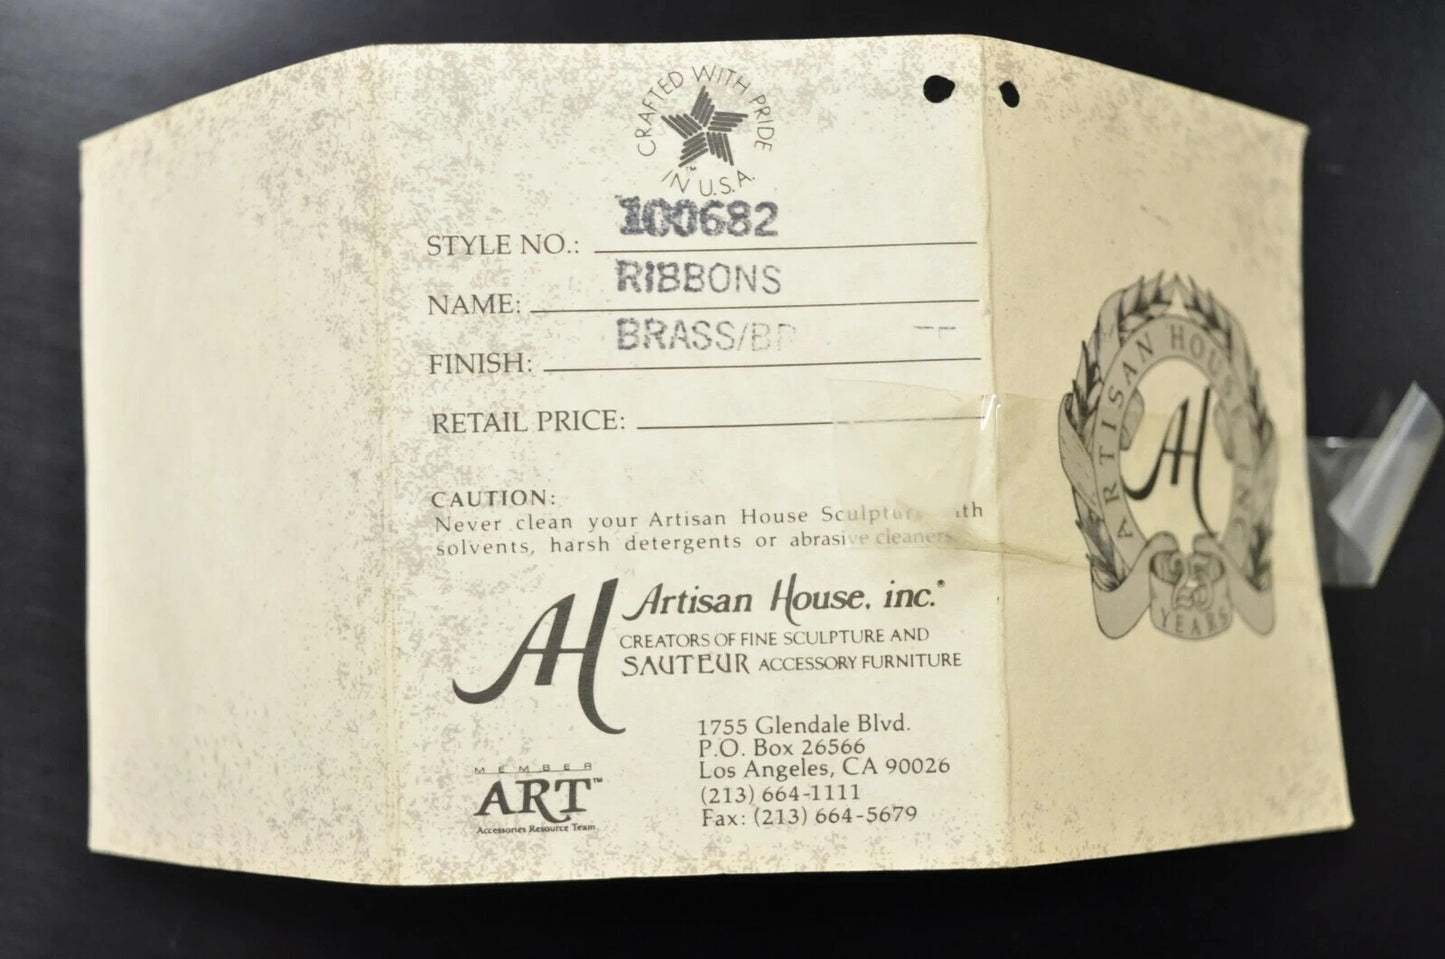 CRAFTED WITH PRIDE
IN U.S.A.
™
STYLE NO.: 100682
NAME: RIBBONS
FINISH: BRASS/
RETAIL PRICE:
CAUTION:
Never clean your Artisan House Sculpture with
solvents, harsh detergents or abrasive cleaners
AH Artisan House, inc.®
CREATORS OF FINE SCULPTURE AND
SAUTEUR ACCESSORY FURNITURE
1755 Glendale Blvd.
P.O. Box 26566
Los Angeles, CA 90026
(213) 664-1111
Fax: (213) 664-5679
MEMBER
ART™
Accessories Resource Team
ARTISAN HOUSE INC
AH
25
YEARS